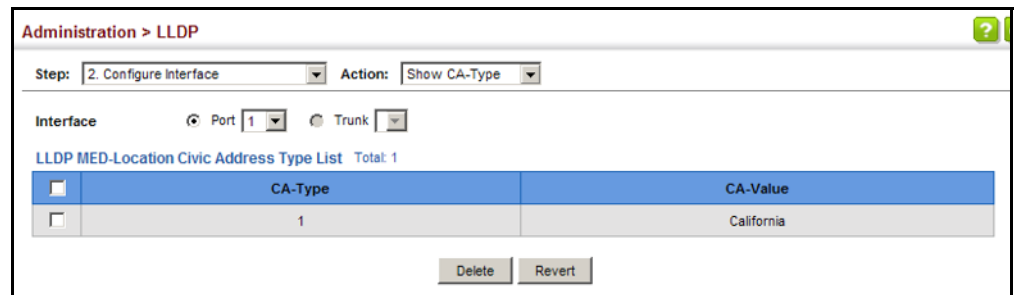 Administration > LLDP
?
Step: 2. Configure Interface Action: Show CA-Type
Interface Port 1 Trunk
LLDP MED-Location Civic Address Type List Total: 1
CA-Type CA-Value
1 California
Delete Revert